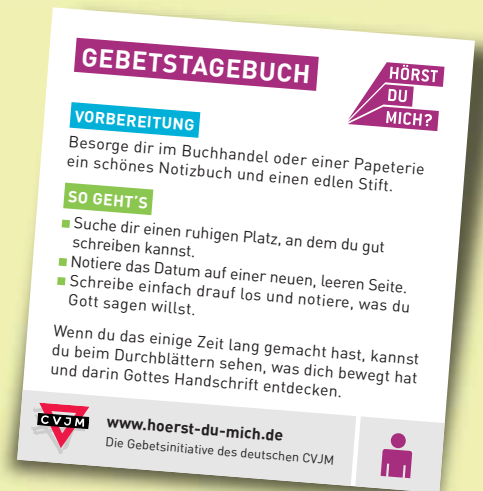 GEBETSTAGEBUCH
HÖRST
DU
MICH?
VORBEREITUNG
Besorge dir im Buchhandel oder einer Papeterie
ein schönes Notizbuch und einen edlen Stift.
SO GEHT'S
Suche dir einen ruhigen Platz, an dem du gut
schreiben kannst.
Notiere das Datum auf einer neuen, leeren Seite.
Schreibe einfach drauf los und notiere, was du
Gott sagen willst.
Wenn du das einige Zeit lang gemacht hast, kannst
du beim Durchblättern sehen, was dich bewegt hat
und darin Gottes Handschrift entdecken.
CVJM
www.hoerst-du-mich.de
Die Gebetsinitiative des deutschen CVJM